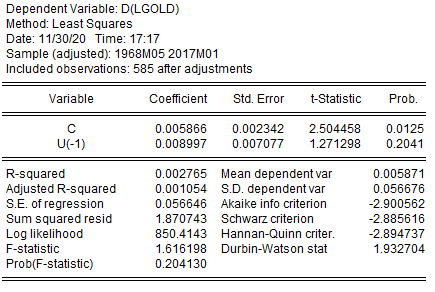 Dependent Variable: D(LGOLD)
Method: Least Squares
Date: 11/30/20 Time: 17:17
Sample (adjusted): 1968M05 2017M01
Included observations: 585 after adjustments
Variable Coefficient Std. Error t-Statistic Prob.
C 0.005866 0.002342 2.504458 0.0125
U(-1) 0.008997 0.007077 1.271298 0.2041
R-squared 0.002765 Mean dependent var 0.005871
Adjusted R-squared 0.001054 S.D. dependent var 0.056676
S.E. of regression 0.056646 Akaike info criterion -2.900562
Sum squared resid 1.870743 Schwarz criterion -2.885616
Log likelihood 850.4143 Hannan-Quinn criter. -2.894737
F-statistic 1.616198 Durbin-Watson stat 1.932704
Prob(F-statistic) 0.204130